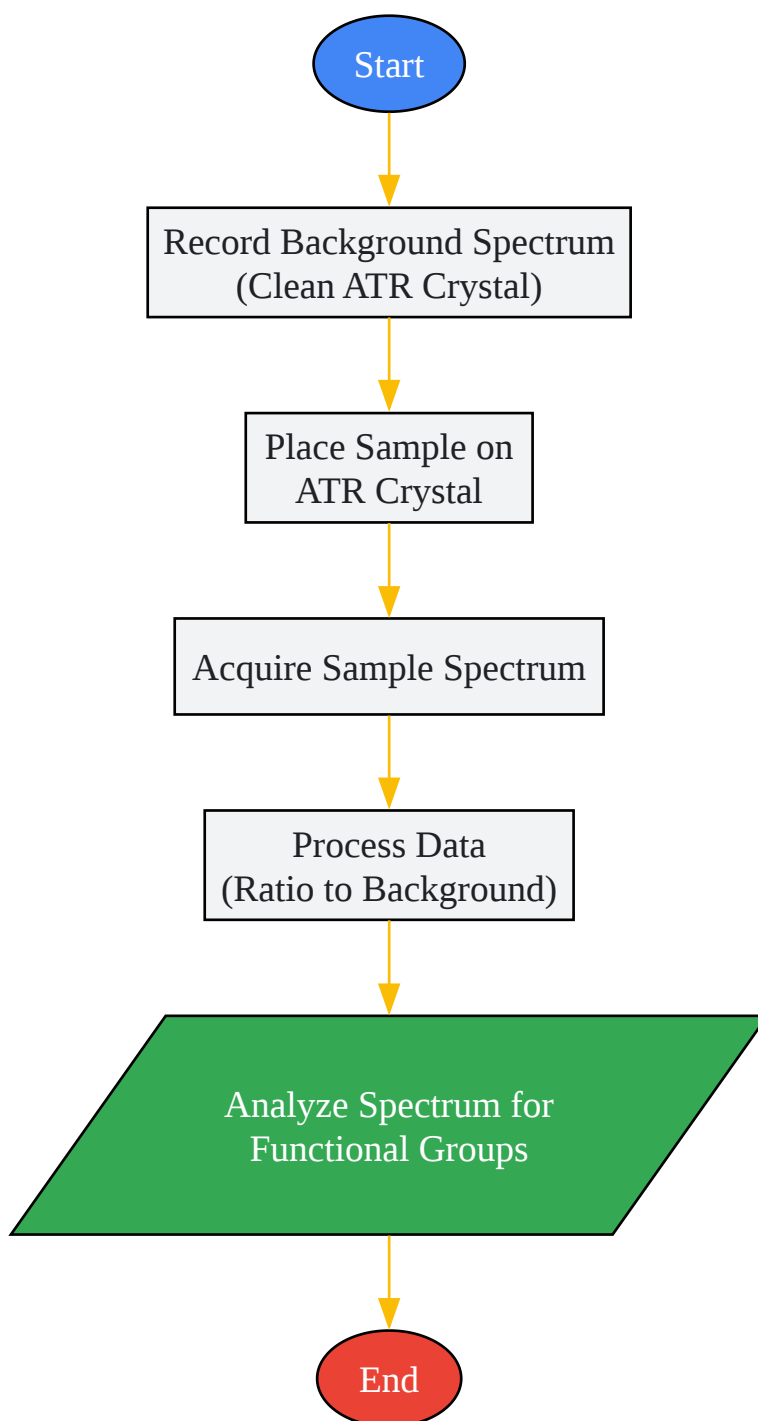 Start
Record Background Spectrum
(Clean ATR Crystal)
Place Sample on
ATR Crystal
Acquire Sample Spectrum
Process Data
(Ratio to Background)
Analyze Spectrum for
Functional Groups
End